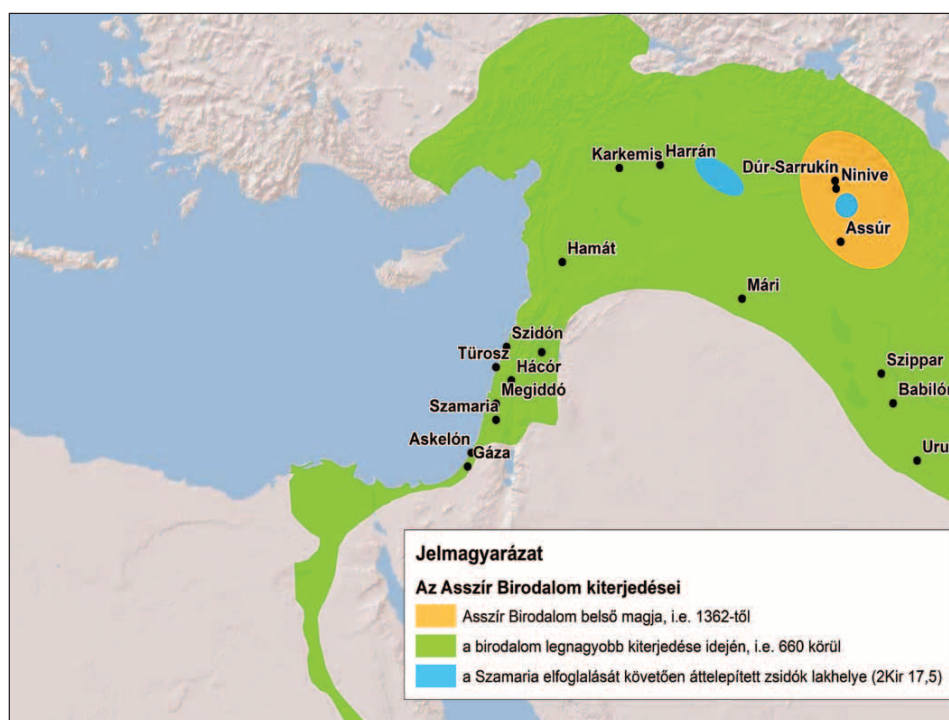 Karkemis
Harrán
Dúr-Sarrukín
Ninive
Assúr
Hamát
Mári
Szidón
Türosz
Hácór
Megiddó
Szamaria
Askelón
Gáza
Szippar
Babilón
Uru
Jelmagyarázat
Az Asszír Birodalom kiterjedései
Asszír Birodalom belső magja, i.e. 1362-től
a birodalom legnagyobb kiterjedése idején, i.e. 660 körül
a Szamaria elfoglalását követően áttelepített zsidók lakhelye (2Kir 17,5)